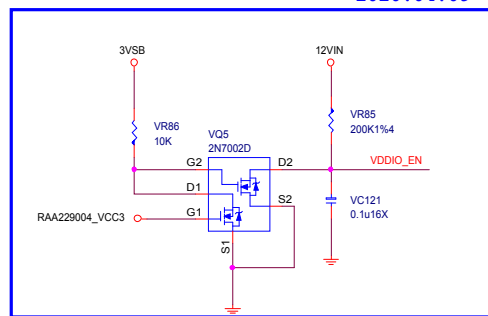 3VSB
12VIN
VR86
10K
VR85
200K1%4
VQ5
2N7002D
G2
D2
VDDIO_EN
D1
S2
VC121
0.1u16X
RAA229004_VCC3
G1
S1